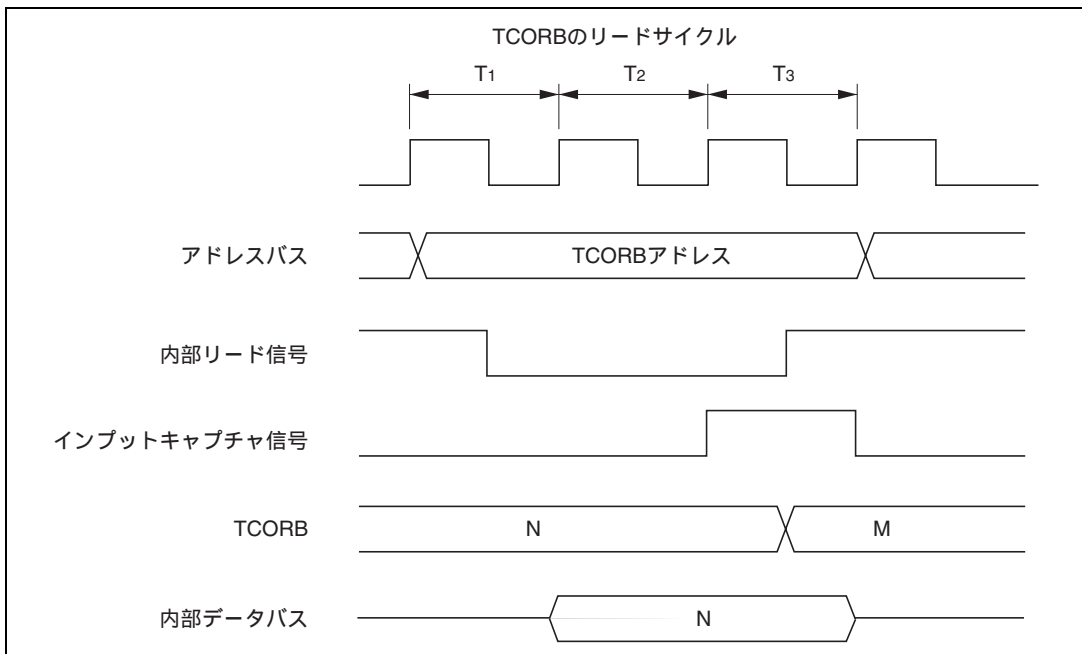 TCORBのリードサイクル
T1 T2 T3
アドレスバス TCORBアドレス
内部リード信号
インプットキャプチャ信号
TCORB N M
内部データバス N